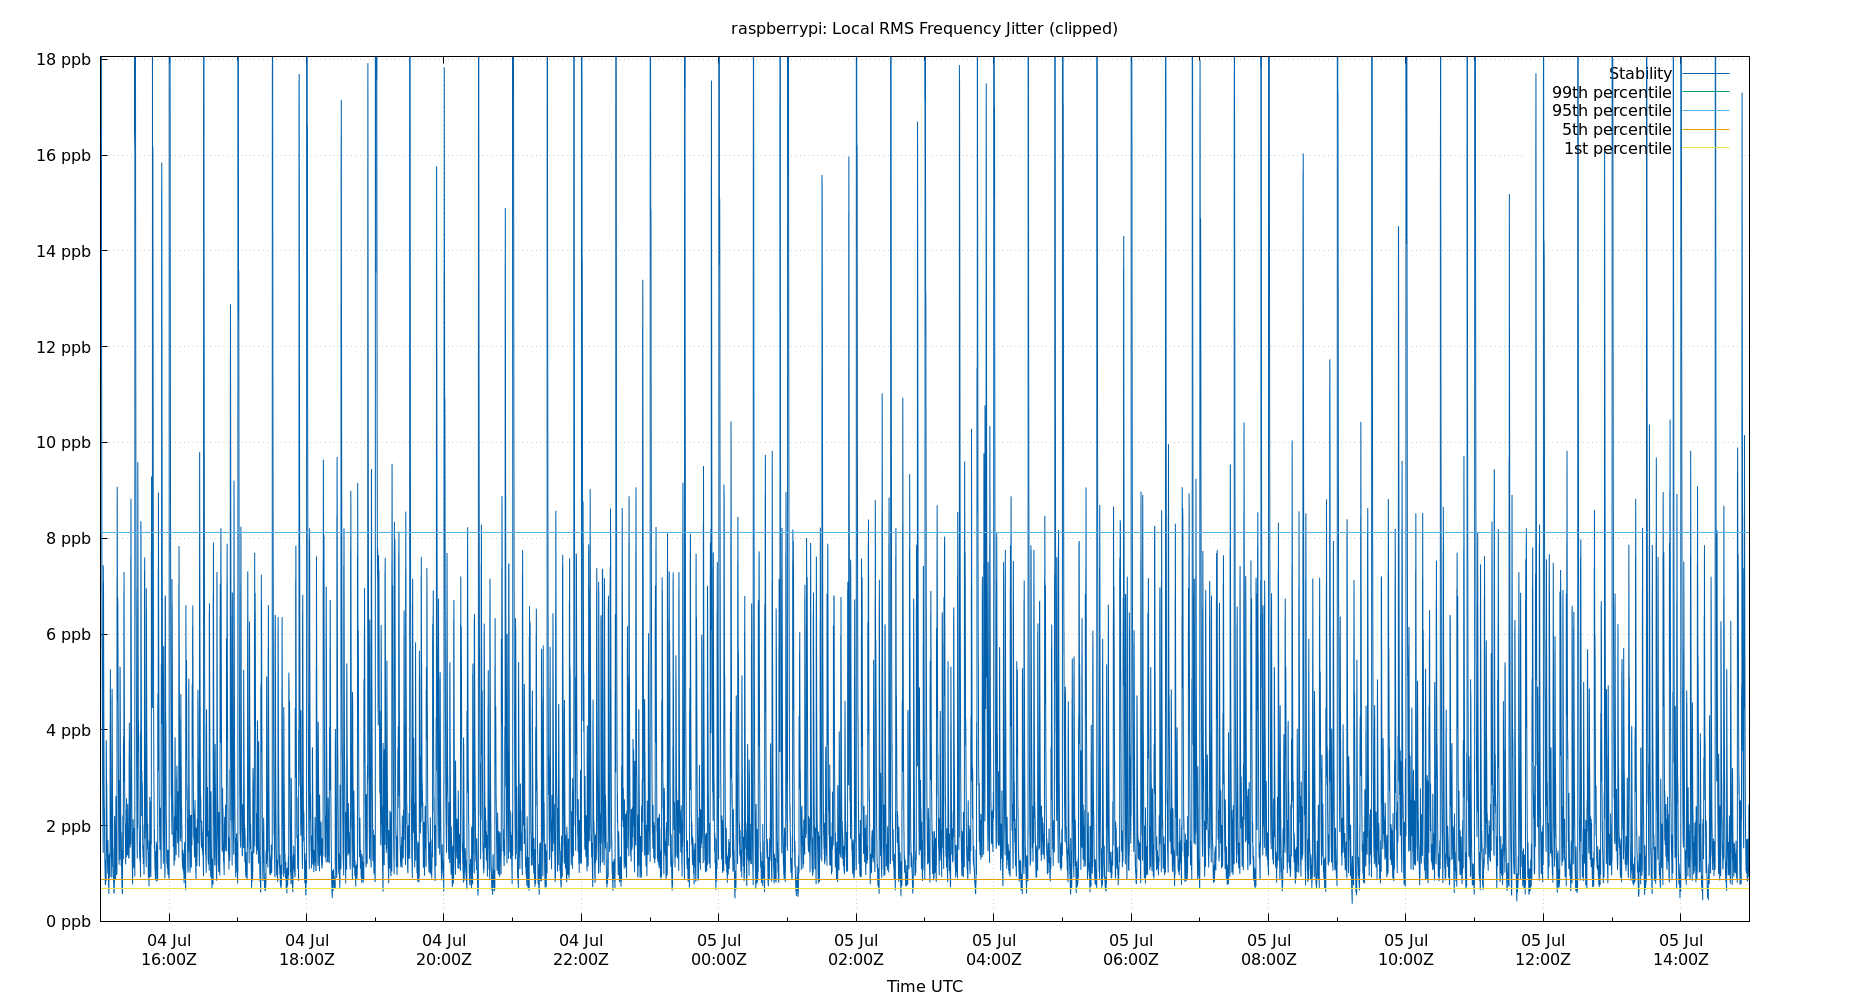 raspberrypi: Local RMS Frequency Jitter (clipped)
18 ppb
16 ppb
14 ppb
12 ppb
10 ppb
8 ppb
6 ppb
4 ppb
2 ppb
0 ppb
Stability
99th percentile
95th percentile
5th percentile
1st percentile
04 Jul 04 Jul 04 Jul 04 Jul 05 Jul 05 Jul 05 Jul 05 Jul 05 Jul 05 Jul 05 Jul 05 Jul
16:00Z 18:00Z 20:00Z 22:00Z 00:00Z 02:00Z 04:00Z 06:00Z 08:00Z 10:00Z 12:00Z 14:00Z
Time UTC